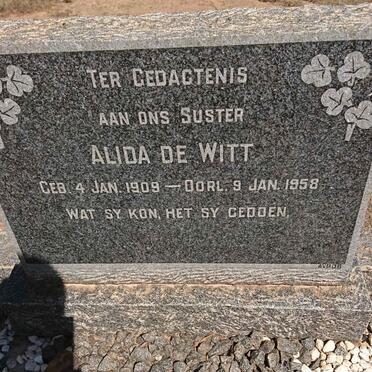 TER GEDAGTENIS
AAN ONS SUSTER
ALIDA DE WITT
GEB. 4 JAN. 1909 — OORL. 9 JAN. 1958.
WAT SY KON, HET SY GEDOEN.